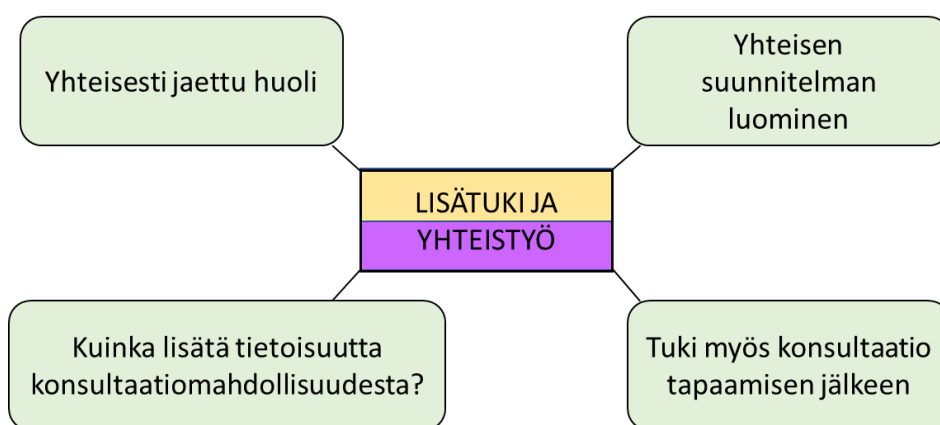 Yhteisesti jaettu huoli
Yhteisen
suunnitelman
luominen
LISÄTUKI JA
YHTEISTYÖ
Kuinka lisätä tietoisuutta
konsultaatiomahdollisuudesta?
Tuki myös konsultaatio
tapaamisen jälkeen